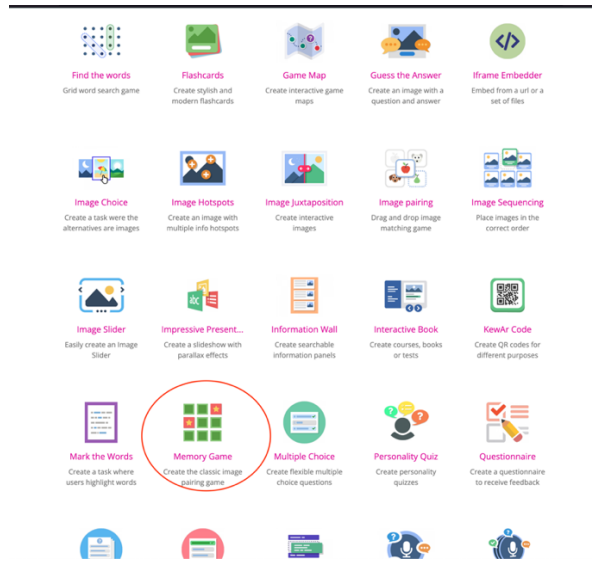 Find the words
Flashcards
Game Map
Guess the Answer
Iframe Embedder
Grid word search game
Create stylish and
modern flashcards
Create interactive game
maps
Create an image with a
question and answer
Embed from a url or a
set of files
Image Choice
Image Hotspots
Image Juxtaposition
Image pairing
Image Sequencing
Create a task were the
alternatives are images
Create an image with
multiple info hotspots
Create interactive
images
Drag and drop image
matching game
Place images in the
correct order
abc
Image Slider
Impressive Present...
Information Wall
Interactive Book
KewAr Code
Easily create an Image
Slider
Create a slideshow with
parallax effects
Create searchable
information panels
Create courses, books
or tests
Create QR codes for
different purposes
Mark the Words
Memory Game
Multiple Choice
Personality Quiz
Questionnaire
Create a task where
users highlight words
Create the classic image
pairing game
Create flexible multiple
choice questions
Create personality
quizzes
Create a questionnaire
to receive feedback